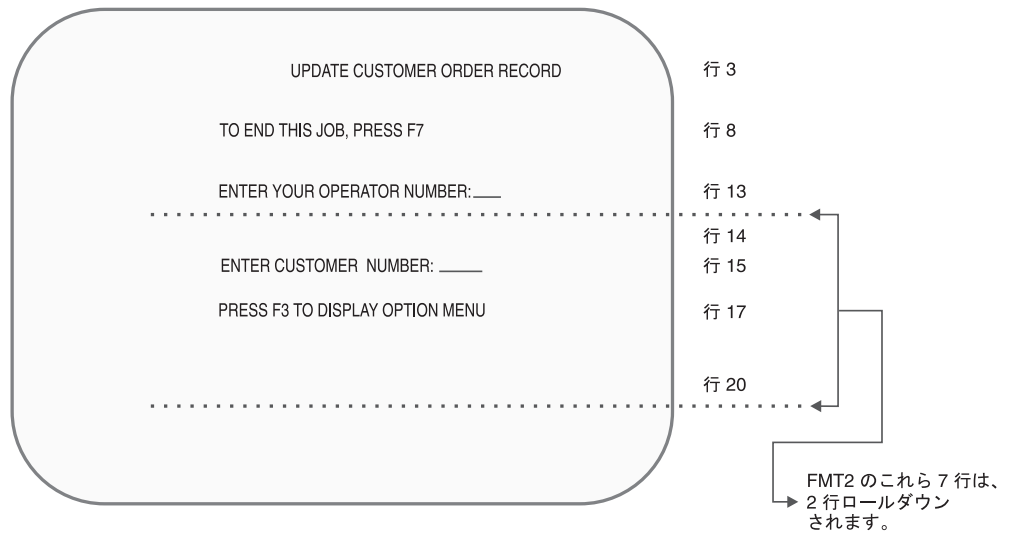 UPDATE CUSTOMER ORDER RECORD 行 3
TO END THIS JOB, PRESS F7 行 8
ENTER YOUR OPERATOR NUMBER:___ 行 13
行 14
ENTER CUSTOMER NUMBER: _____ 行 15
PRESS F3 TO DISPLAY OPTION MENU 行 17
行 20
FMT2 のこれら 7 行は、
2 行ロールダウン
されます。